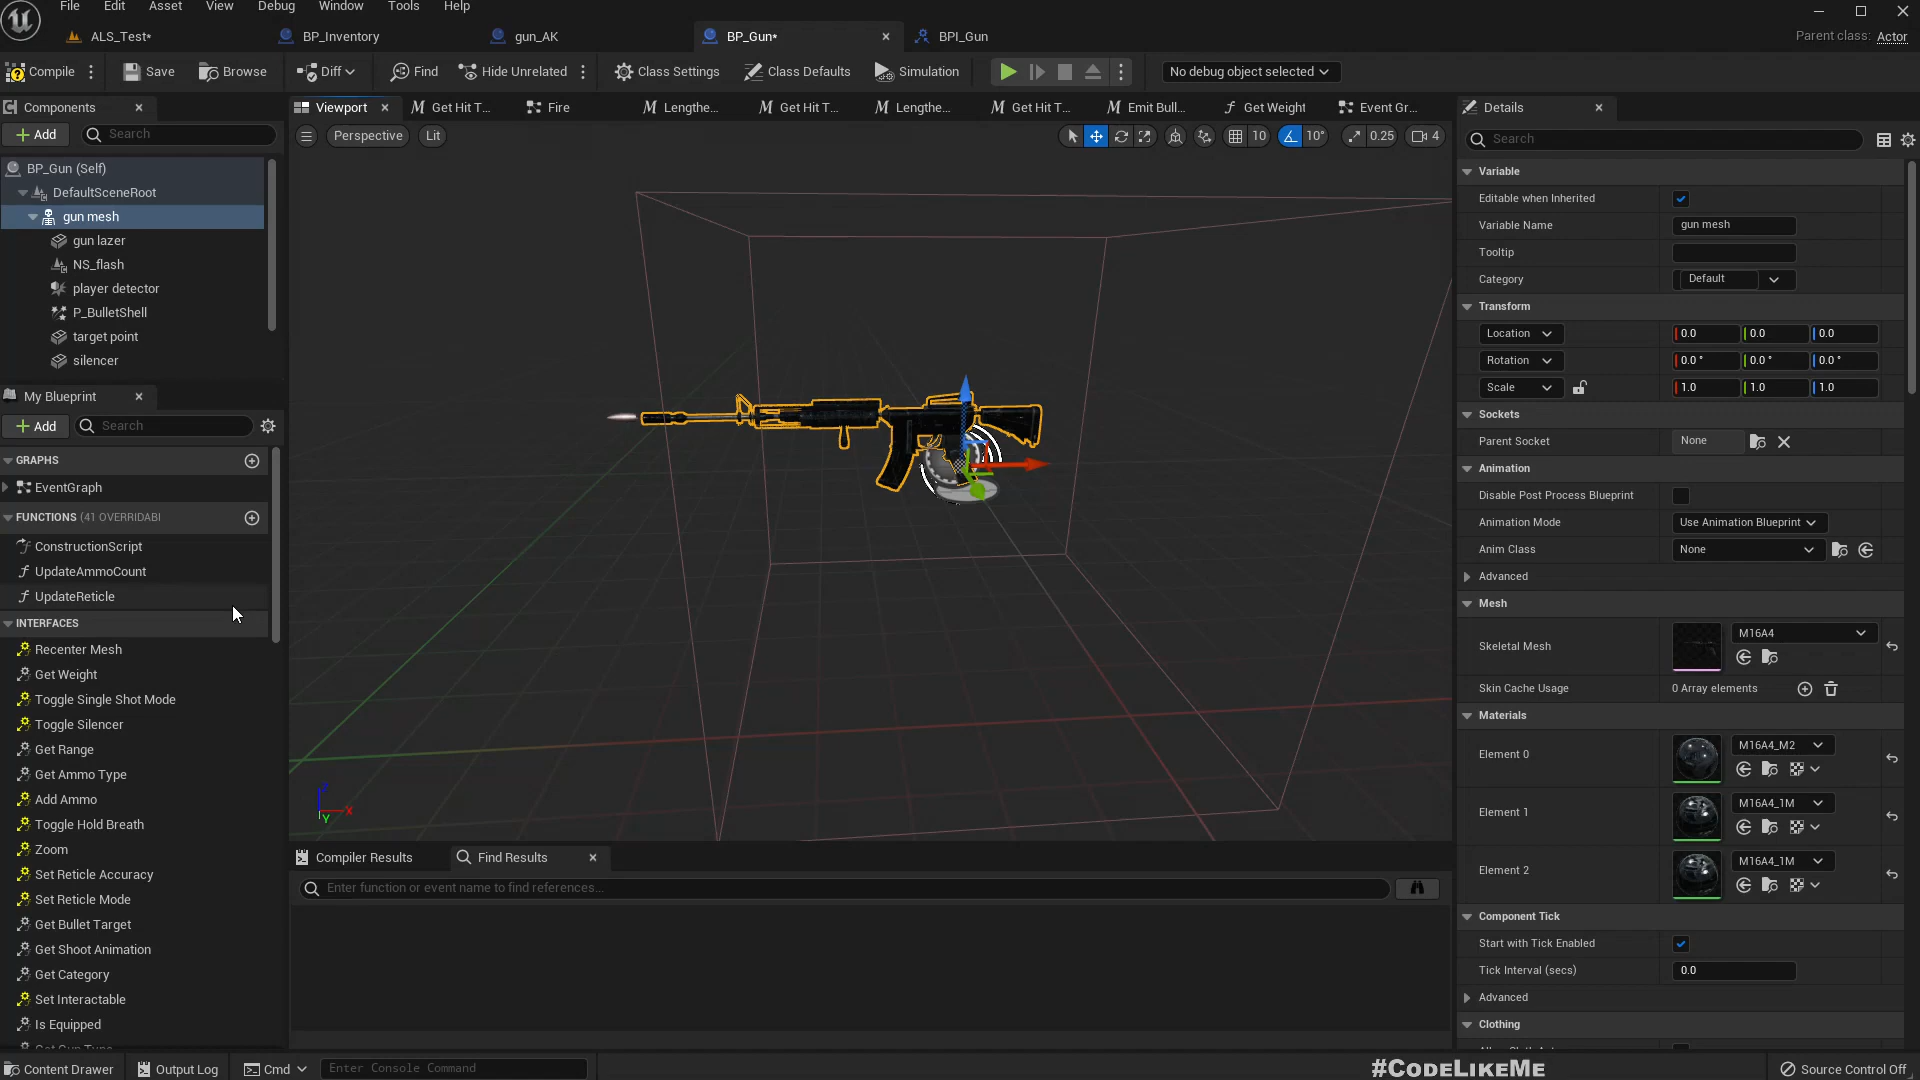 File Edit Asset View Debug Window Tools Help
ALS_Test* BP_Inventory gun_AK BP_Gun* BPI_Gun Parent class: Actor
Compile Save Browse Diff Find Hide Unrelated Class Settings Class Defaults Simulation No debug object selected
Components
Add Search
BP_Gun (Self)
DefaultSceneRoot
gun mesh
gun lazer
NS_flash
player detector
P_BulletShell
target point
silencer
My Blueprint
Add Search
GRAPHS
EventGraph
FUNCTIONS (41 OVERRIDABI
ConstructionScript
UpdateAmmoCount
UpdateReticle
INTERFACES
Recenter Mesh
Get Weight
Toggle Single Shot Mode
Toggle Silencer
Get Range
Get Ammo Type
Add Ammo
Toggle Hold Breath
Zoom
Set Reticle Accuracy
Set Reticle Mode
Get Bullet Target
Get Shoot Animation
Get Category
Set Interactable
Is Equipped
Viewport Get Hit T... Fire Lengthe... Get Hit T... Lengthe... Get Hit T... Emit Bull... Get Weight Event Gr...
Perspective Lit 10 10° 0.25 4
Z X Y
Compiler Results Find Results
Enter function or event name to find references...
Details
Search
Variable
Editable when Inherited
Variable Name gun mesh
Tooltip
Category Default
Transform
Location 0.0 0.0 0.0
Rotation 0.0 ° 0.0 ° 0.0 °
Scale 1.0 1.0 1.0
Sockets
Parent Socket None
Animation
Disable Post Process Blueprint
Animation Mode Use Animation Blueprint
Anim Class None
Advanced
Mesh
Skeletal Mesh M16A4
Skin Cache Usage 0 Array elements
Materials
Element 0 M16A4_M2
Element 1 M16A4_1M
Element 2 M16A4_1M
Component Tick
Start with Tick Enabled
Tick Interval (secs) 0.0
Advanced
Clothing
Content Drawer Output Log Cmd Enter Console Command #CODELIKEME Source Control Off